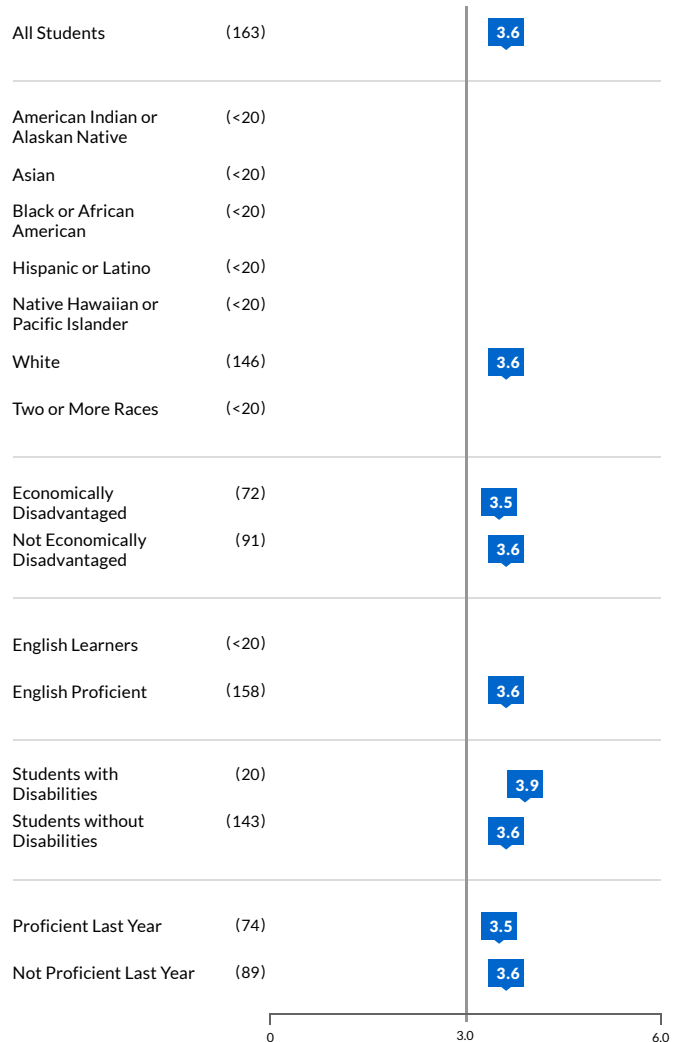 All Students (163) 3.6
American Indian or (<20)
Alaskan Native
Asian (<20)
Black or African (<20)
American
Hispanic or Latino (<20)
Native Hawaiian or (<20)
Pacific Islander
White (146) 3.6
Two or More Races (<20)
Economically (72) 3.5
Disadvantaged
Not Economically (91) 3.6
Disadvantaged
English Learners (<20)
English Proficient (158) 3.6
Students with (20) 3.9
Disabilities
Students without (143) 3.6
Disabilities
Proficient Last Year (74) 3.5
Not Proficient Last Year (89) 3.6
0 3.0 6.0